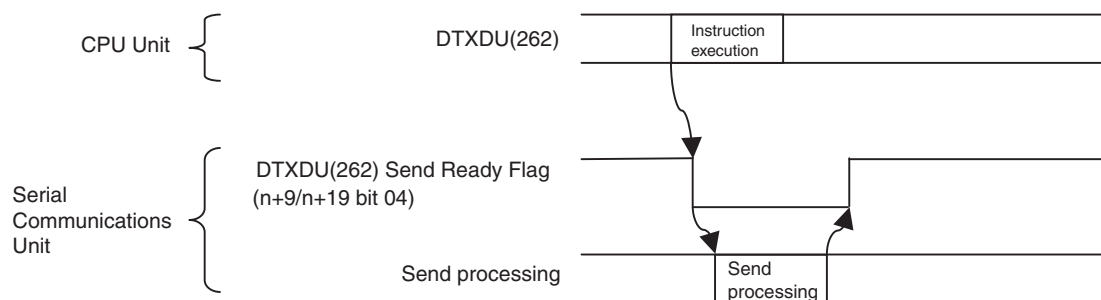 CPU Unit
DTXDU(262)
Instruction
execution
Serial
Communications
Unit
DTXDU(262) Send Ready Flag
(n+9/n+19 bit 04)
Send processing
Send
processing